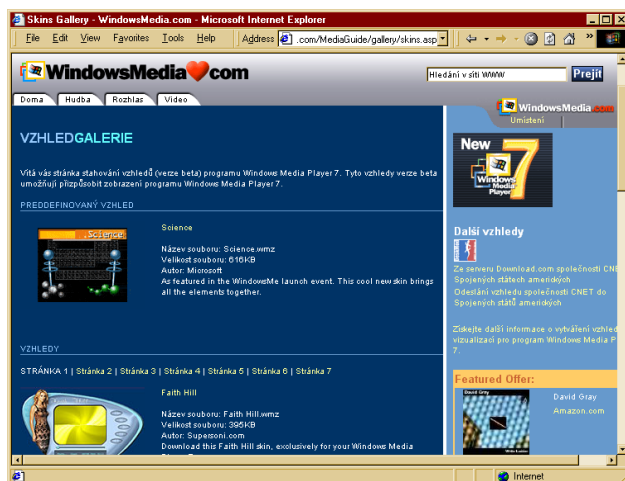 Skins Gallery - WindowsMedia.com - Microsoft Internet Explorer
File Edit View Favorites Tools Help Address .com/MediaGuide/gallery/skins.asp
WindowsMedia com
Hledání v síti WWW Prejít
Doma Hudba Rozhlas Video
WindowsMedia.com
Umístení
VZHLEDGALERIE
Vítá vás stránka stahování vzhledů (verze beta) programu Windows Media Player 7. Tyto vzhledy verze beta
umožňují přizpůsobit zobrazení programu Windows Media Player 7.
PREDDEFINOVANÝ VZHLED
Science
Science
Název souboru: Science.wmz
Velikost souboru: 616KB
Autor: Microsoft
As featured in the WindowsMe launch event. This cool new skin brings
all the elements together.
VZHLEDY
STRÁNKA 1 | Stránka 2 | Stránka 3 | Stránka 4 | Stránka 5 | Stránka 6 | Stránka 7
Faith Hill
Název souboru: Faith Hill.wmz
Velikost souboru: 395KB
Autor: Supersoni.com
Download this Faith Hill skin, exclusively for your Windows Media
New
7
Windows
Media
Player
Další vzhledy
Ze serveru Download.com společnosti CNE
Spojených státech amerických
Odeslání vzhledu společnosti CNET do
Spojených států amerických
Získejte další informace o vytváření vzhled
vizualizací pro program Windows Media P
7.
Featured Offer:
David Gray
David Gray
Amazon.com
Internet